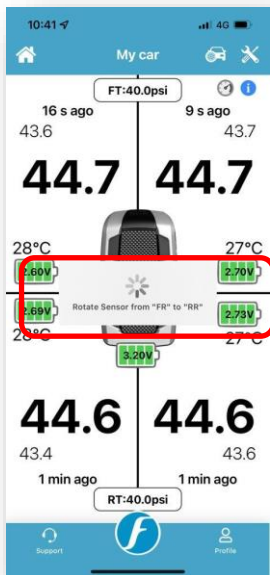 10:41 4G
My car
FT:40.0psi
16 s ago 9 s ago
43.6 43.7
44.7 44.7
28°C 27°C
2.60V 2.70V
Rotate Sensor from "FR" to "RR"
2.69V 2.73V
28°C 27°C
3.20V
44.6 44.6
43.4 43.6
1 min ago 1 min ago
RT:40.0psi
Support Profile